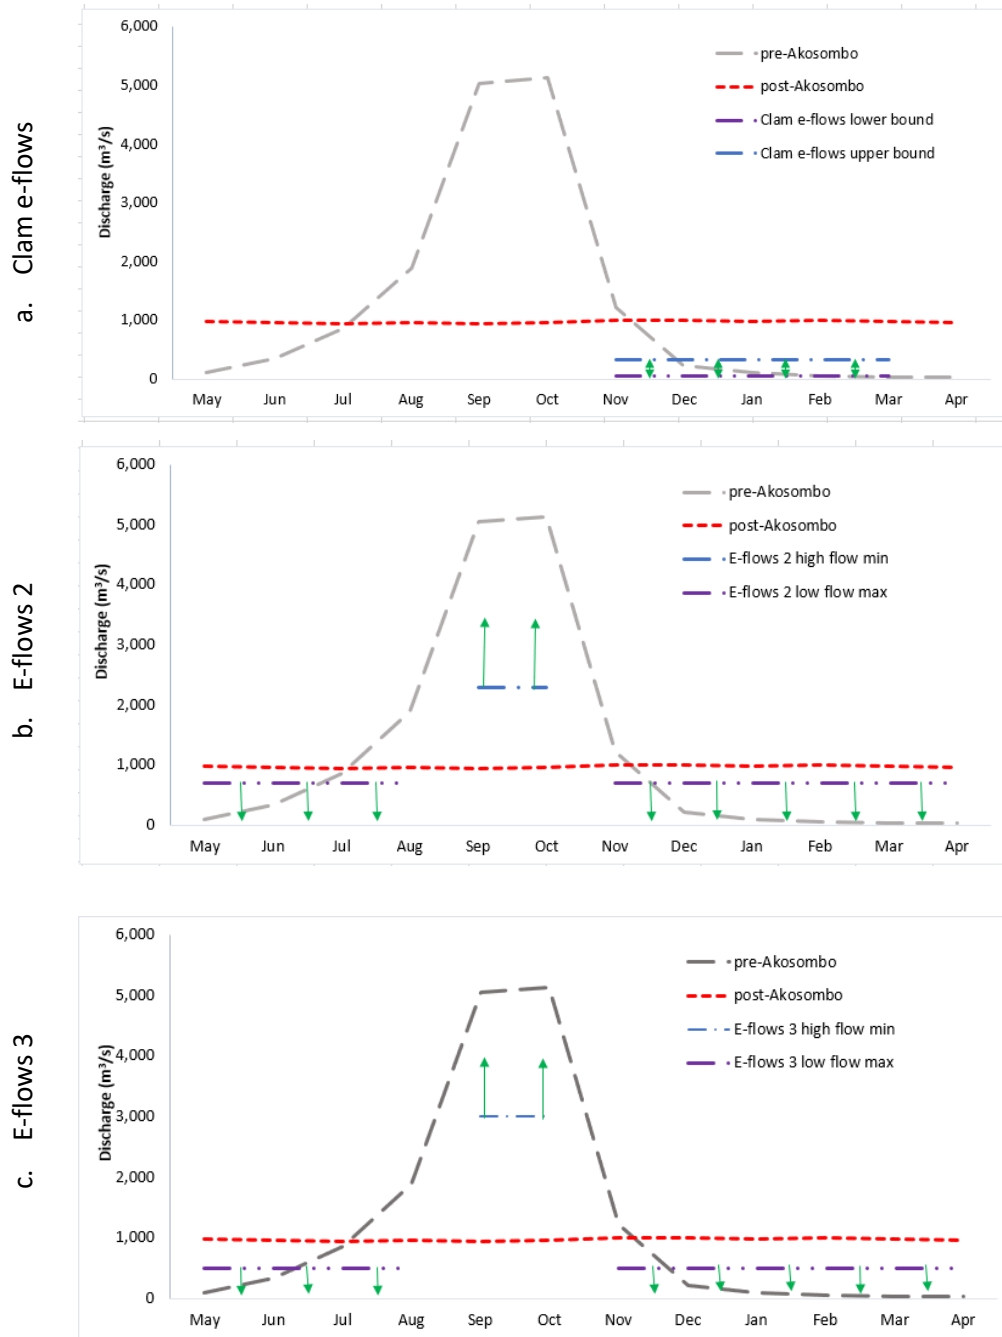 a. Clam e-flows
6,000
5,000
4,000
3,000
2,000
1,000
0
Discharge (m³/s)
pre-Akosombo
post-Akosombo
Clam e-flows lower bound
Clam e-flows upper bound
May Jun Jul Aug Sep Oct Nov Dec Jan Feb Mar Apr
b. E-flows 2
6,000
5,000
4,000
3,000
2,000
1,000
0
Discharge (m³/s)
pre-Akosombo
post-Akosombo
E-flows 2 high flow min
E-flows 2 low flow max
May Jun Jul Aug Sep Oct Nov Dec Jan Feb Mar Apr
c. E-flows 3
6,000
5,000
4,000
3,000
2,000
1,000
0
Discharge (m³/s)
pre-Akosombo
post-Akosombo
E-flows 3 high flow min
E-flows 3 low flow max
May Jun Jul Aug Sep Oct Nov Dec Jan Feb Mar Apr